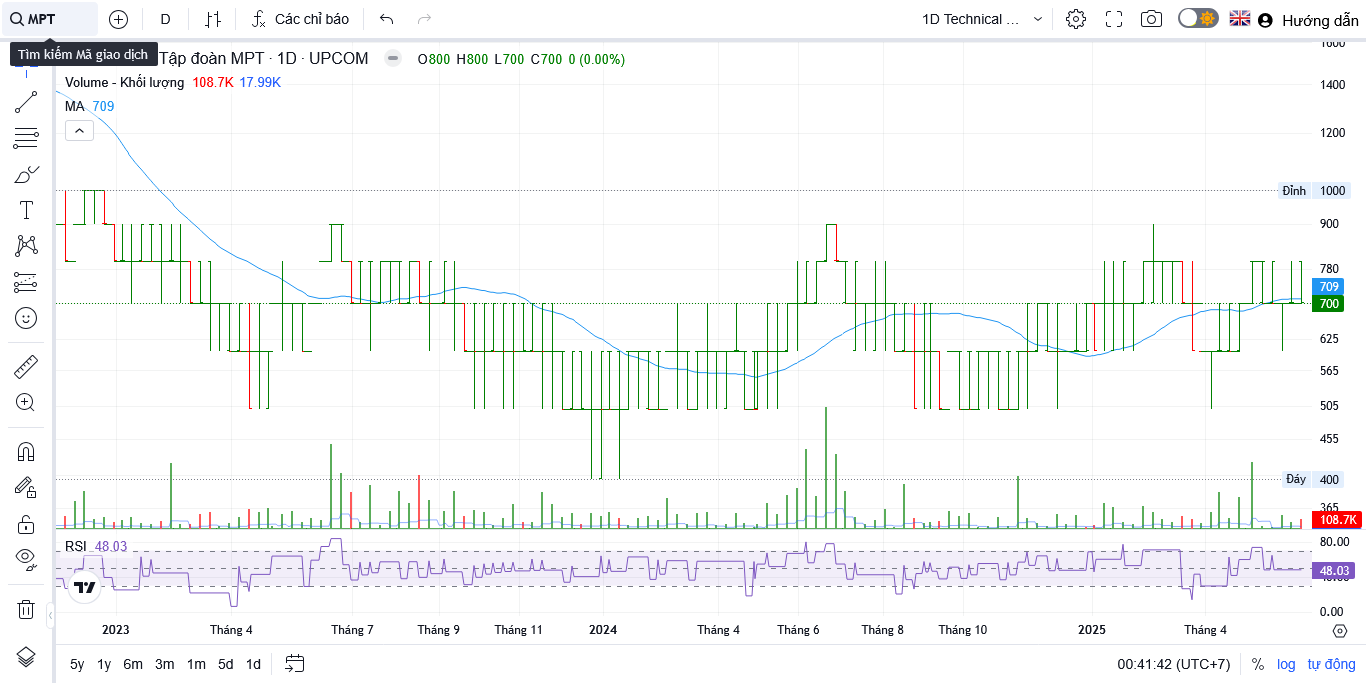 MPT D Các chỉ báo 1D Technical ... Hướng dẫn
Tìm kiếm Mã giao dịch
Tập đoàn MPT · 1D · UPCOM O800 H800 L700 C700 0 (0.00%)
Volume - Khối lượng 108.7K 17.99K
MA 709
1600
1400
1200
Đỉnh 1000
900
780
709
700
625
565
505
455
Đáy 400
365
108.7K
RSI 48.03
80.00
48.03
40.00
0.00
2023 Tháng 4 Tháng 7 Tháng 9 Tháng 11 2024 Tháng 4 Tháng 6 Tháng 8 Tháng 10 2025 Tháng 4
5y 1y 6m 3m 1m 5d 1d 00:41:42 (UTC+7) % log tự động